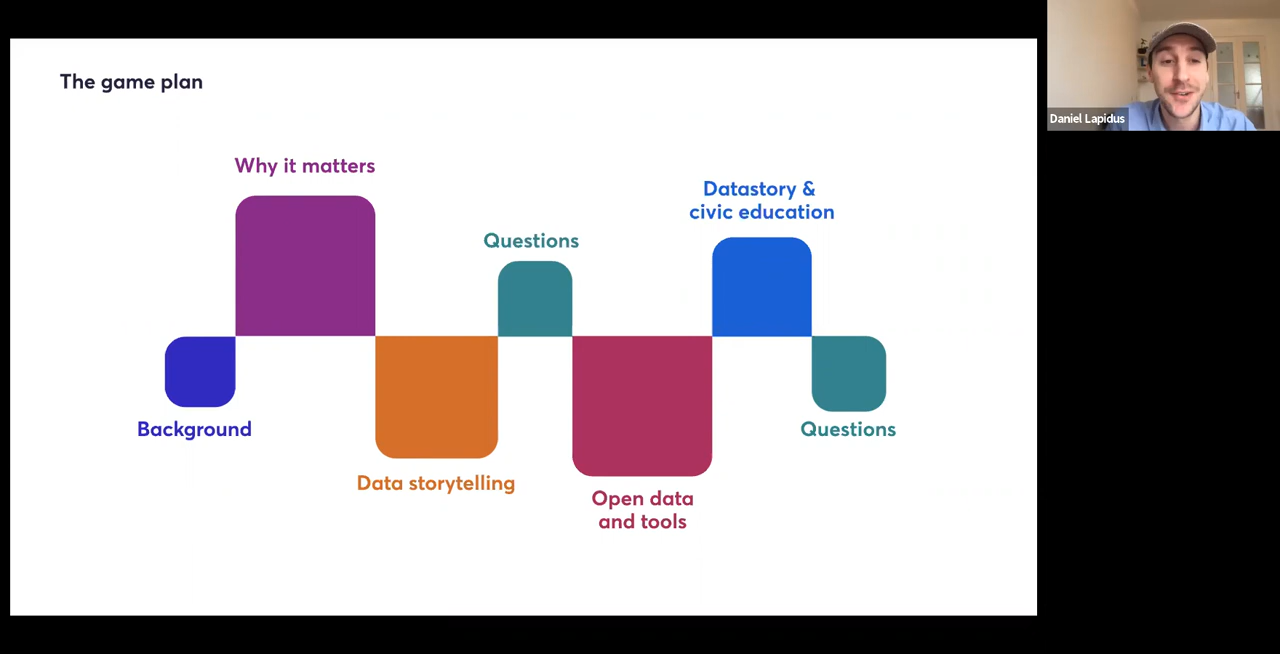 The game plan
Why it matters
Datastory &
civic education
Questions
Background
Questions
Data storytelling
Open data
and tools
Daniel Lapidus